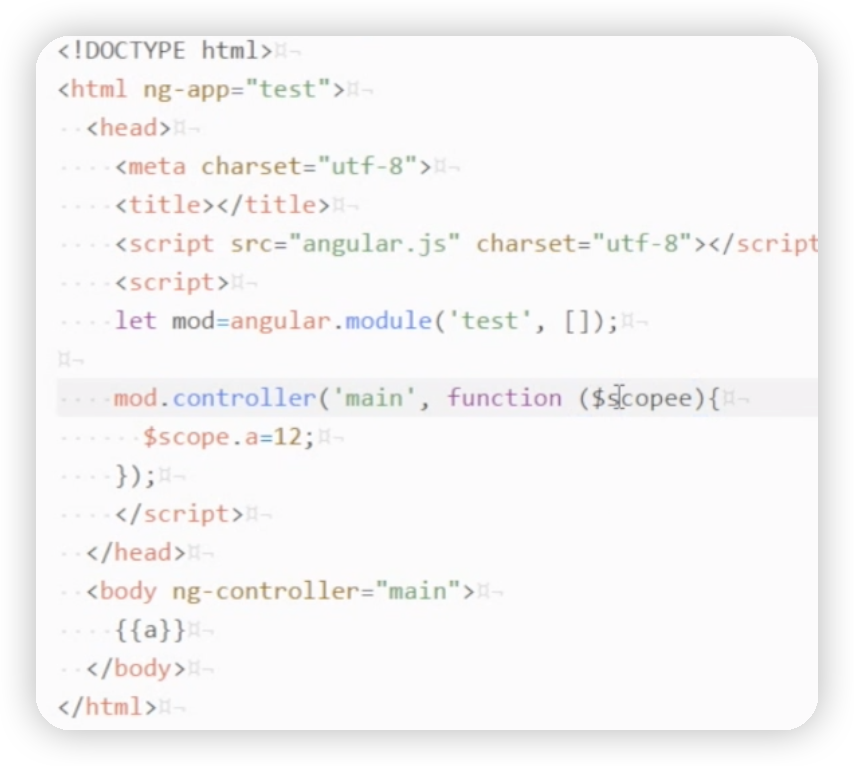 <!DOCTYPE html>
<html ng-app="test">
<head>
<meta charset="utf-8">
<title></title>
<script src="angular.js" charset="utf-8"></script
<script>
let mod=angular.module('test', []);
mod.controller('main', function ($scopee){
$scope.a=12;
});
</script>
</head>
<body ng-controller="main">
{{a}}
</body>
</html>